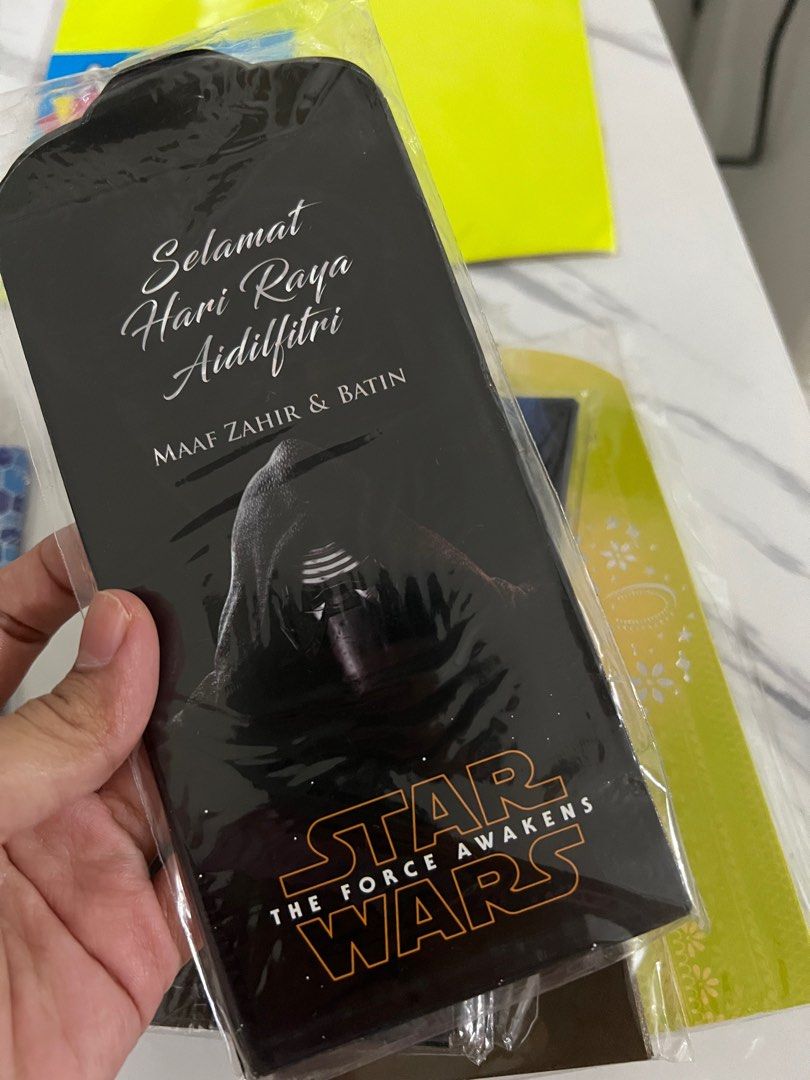 Selamat
Hari Raya
Aidilfitri
MAAF ZAHIR & BATIN
STAR
THE FORCE AWAKENS
WARS